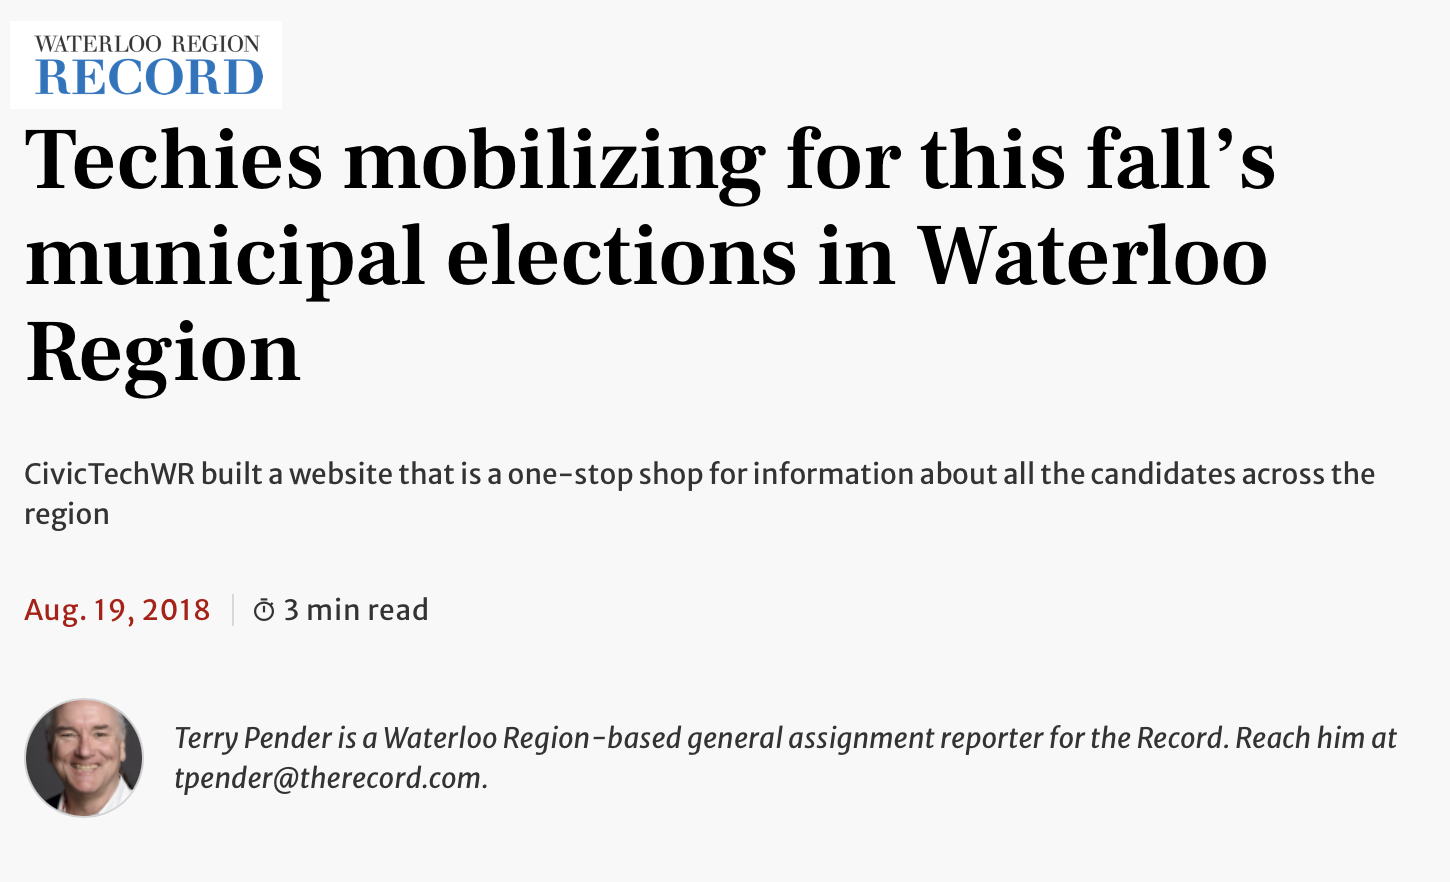 WATERLOO REGION
RECORD
Techies mobilizing for this fall’s
municipal elections in Waterloo
Region
CivicTechWR built a website that is a one-stop shop for information about all the candidates across the
region
Aug. 19, 2018 3 min read
Terry Pender is a Waterloo Region-based general assignment reporter for the Record. Reach him at
tpender@therecord.com.